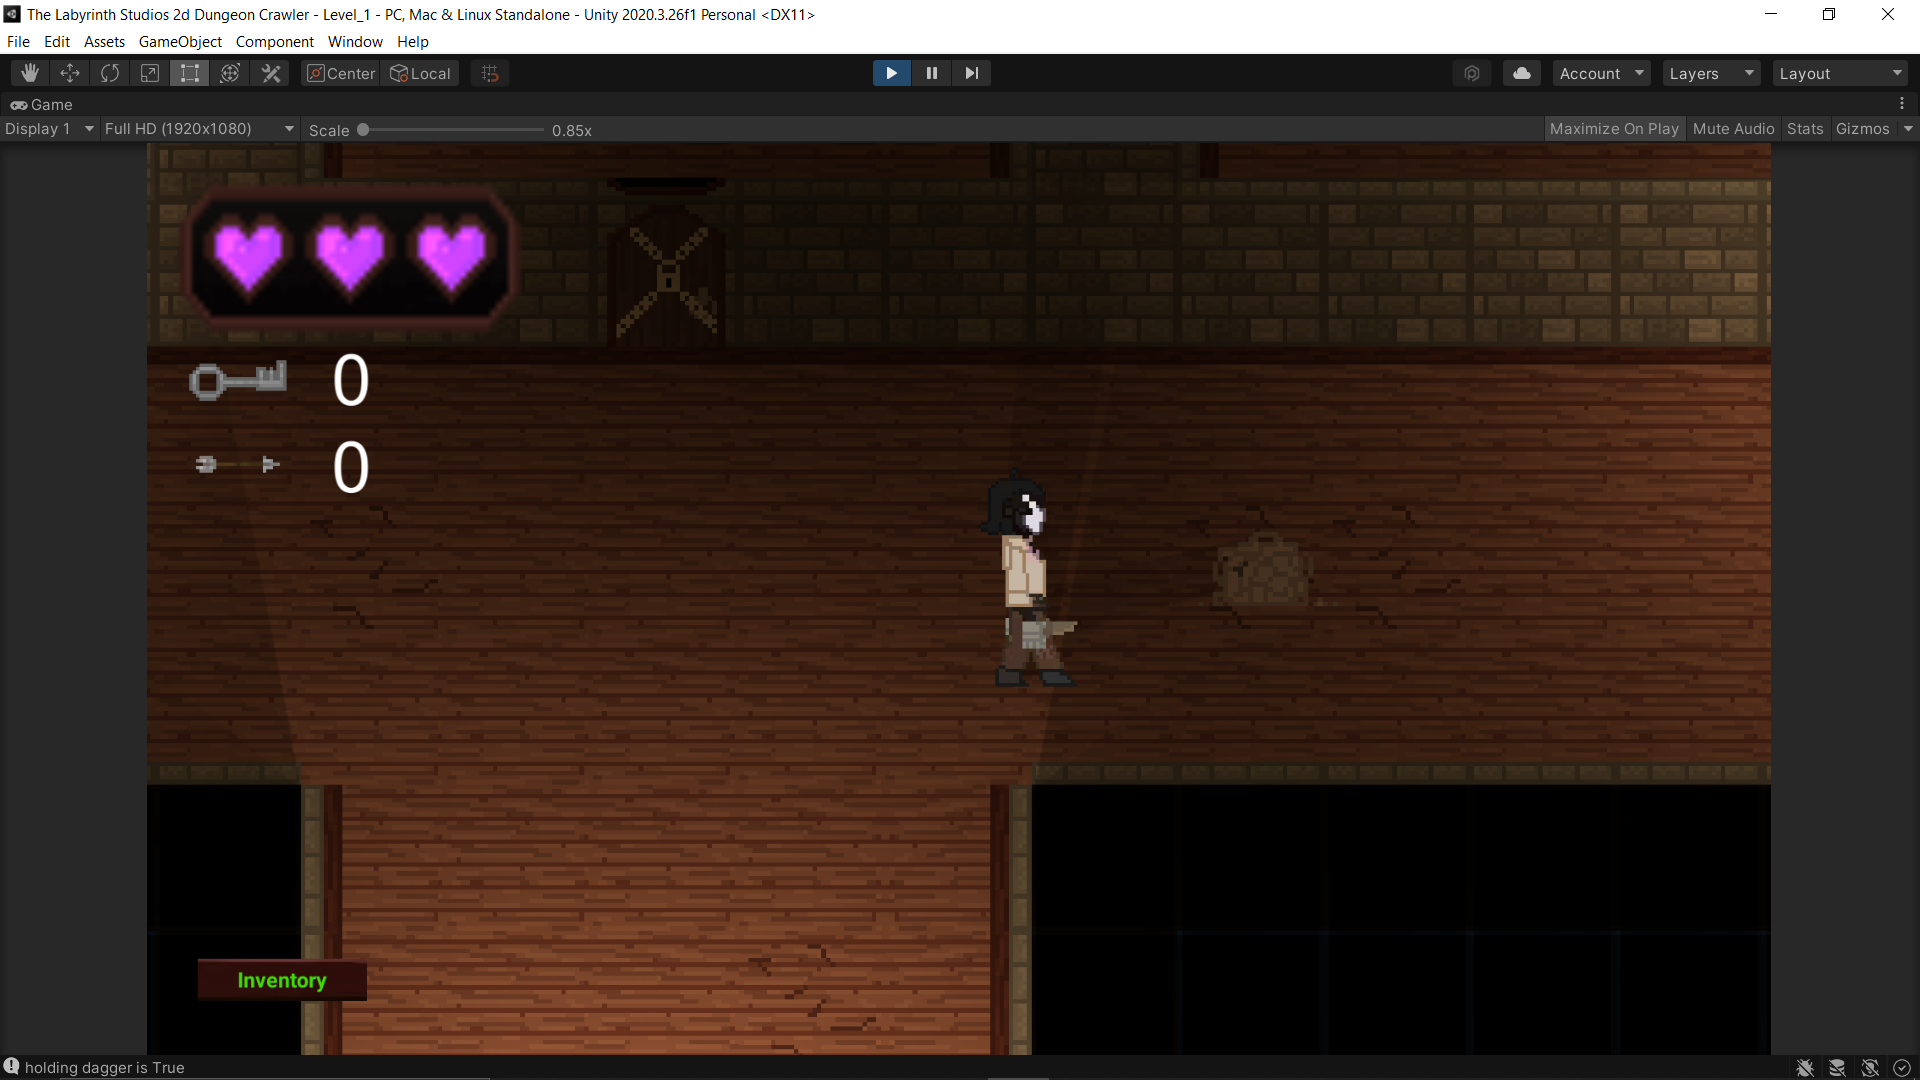 The Labyrinth Studios 2d Dungeon Crawler - Level_1 - PC, Mac & Linux Standalone - Unity 2020.3.26f1 Personal <DX11>
File Edit Assets GameObject Component Window Help
Center Local Account Layers Layout
Game
Display 1 Full HD (1920x1080) Scale 0.85x Maximize On Play Mute Audio Stats Gizmos
0
0
Inventory
holding dagger is True